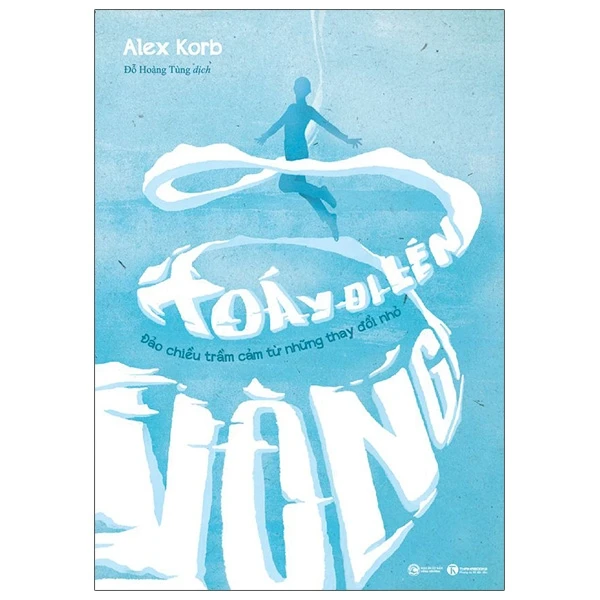 Alex Korb
Đỗ Hoàng Tùng dịch
VÒNG
XOÁY ĐI LÊN
Đảo chiều trầm cảm từ những thay đổi nhỏ
THAIHABOOKS